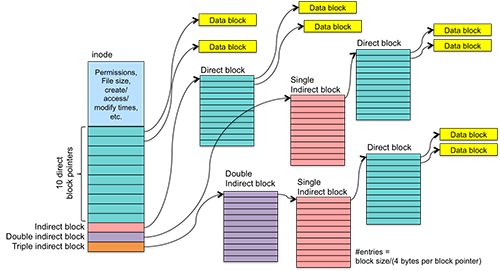 inode
Permissions,
File size,
create/
access/
modify times,
etc.
10 direct
block pointers
Indirect block
Double indirect block
Triple indirect block
Data block
Data block
Direct block
Data block
Data block
Single
Indirect block
Direct block
Data block
Data block
Double
Indirect block
Single
Indirect block
Direct block
Data block
Data block
#entries =
block size/(4 bytes per block pointer)